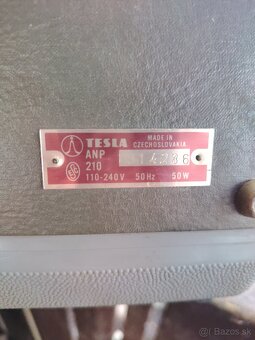 TESLA
MADE IN
CZECHOSLOVAKIA
ANP
210
110-240V 50Hz 50W
Bazos.sk